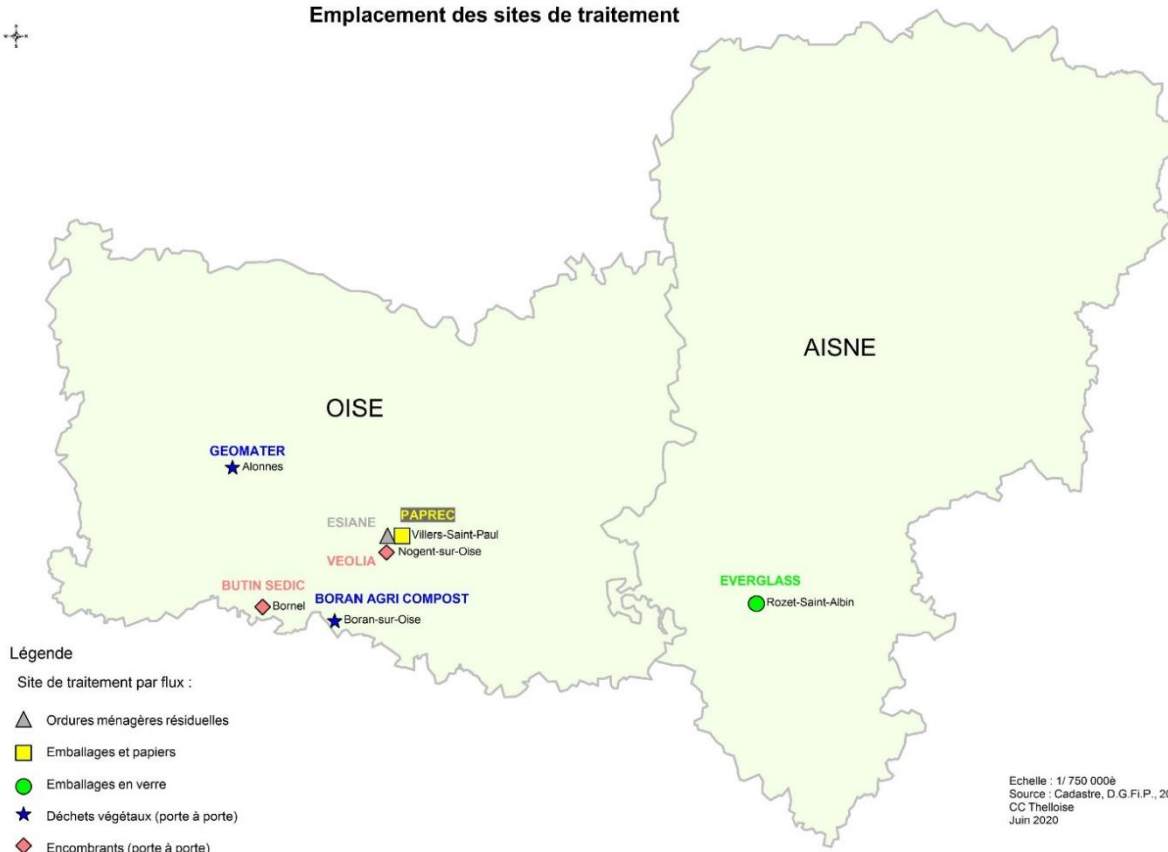 Emplacement des sites de traitement
AISNE
OISE
GEOMATER
Alonnes
ESIANE
PAPREC
Villers-Saint-Paul
VEOLIA
Nogent-sur-Oise
BUTIN SEDIC
Bornel
BORAN AGRI COMPOST
Boran-sur-Oise
EVERGLASS
Rozet-Saint-Albin
Légende
Site de traitement par flux :
Ordures ménagères résiduelles
Emballages et papiers
Emballages en verre
Déchets végétaux (porte à porte)
Encombrants (porte à porte)
Echelle : 1/ 750 000è
Source : Cadastre, D.G.Fi.P.,
CC Thelloise
Juin 2020